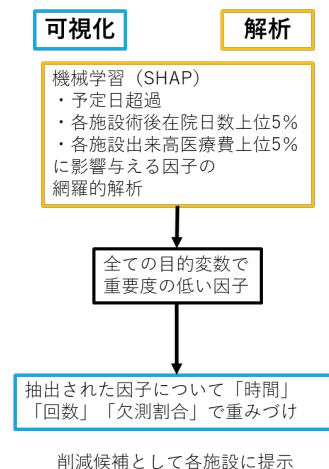 可視化 解析
機械学習（SHAP）
・予定日超過
・各施設術後在院日数上位5%
・各施設出来高医療費上位5%
に影響与える因子の
網羅的解析
全ての目的変数で
重要度の低い因子
抽出された因子について「時間」
「回数」「欠測割合」で重みづけ
削減候補として各施設に提示